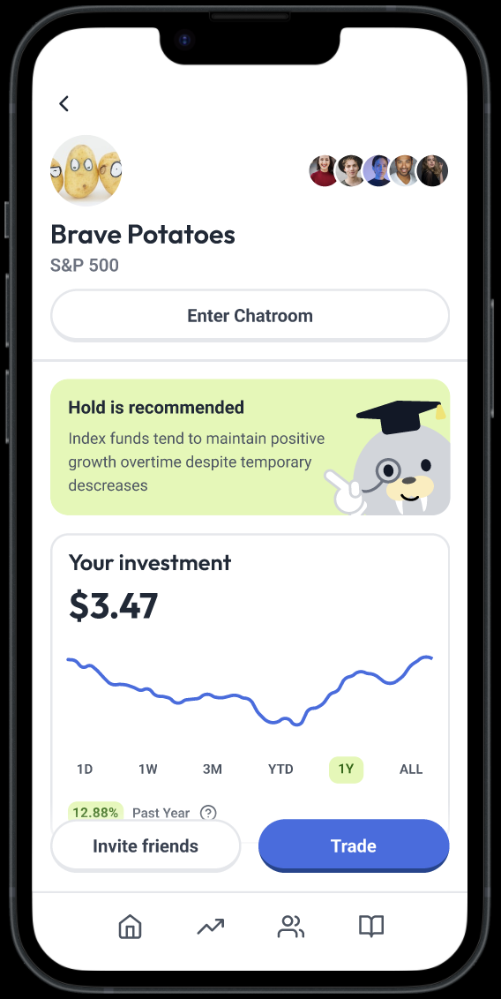 Brave Potatoes
S&P 500
Enter Chatroom
Hold is recommended
Index funds tend to maintain positive
growth overtime despite temporary
descreases
Your investment
$3.47
1D 1W 3M YTD 1Y ALL
12.88% Past Year ?
Invite friends Trade